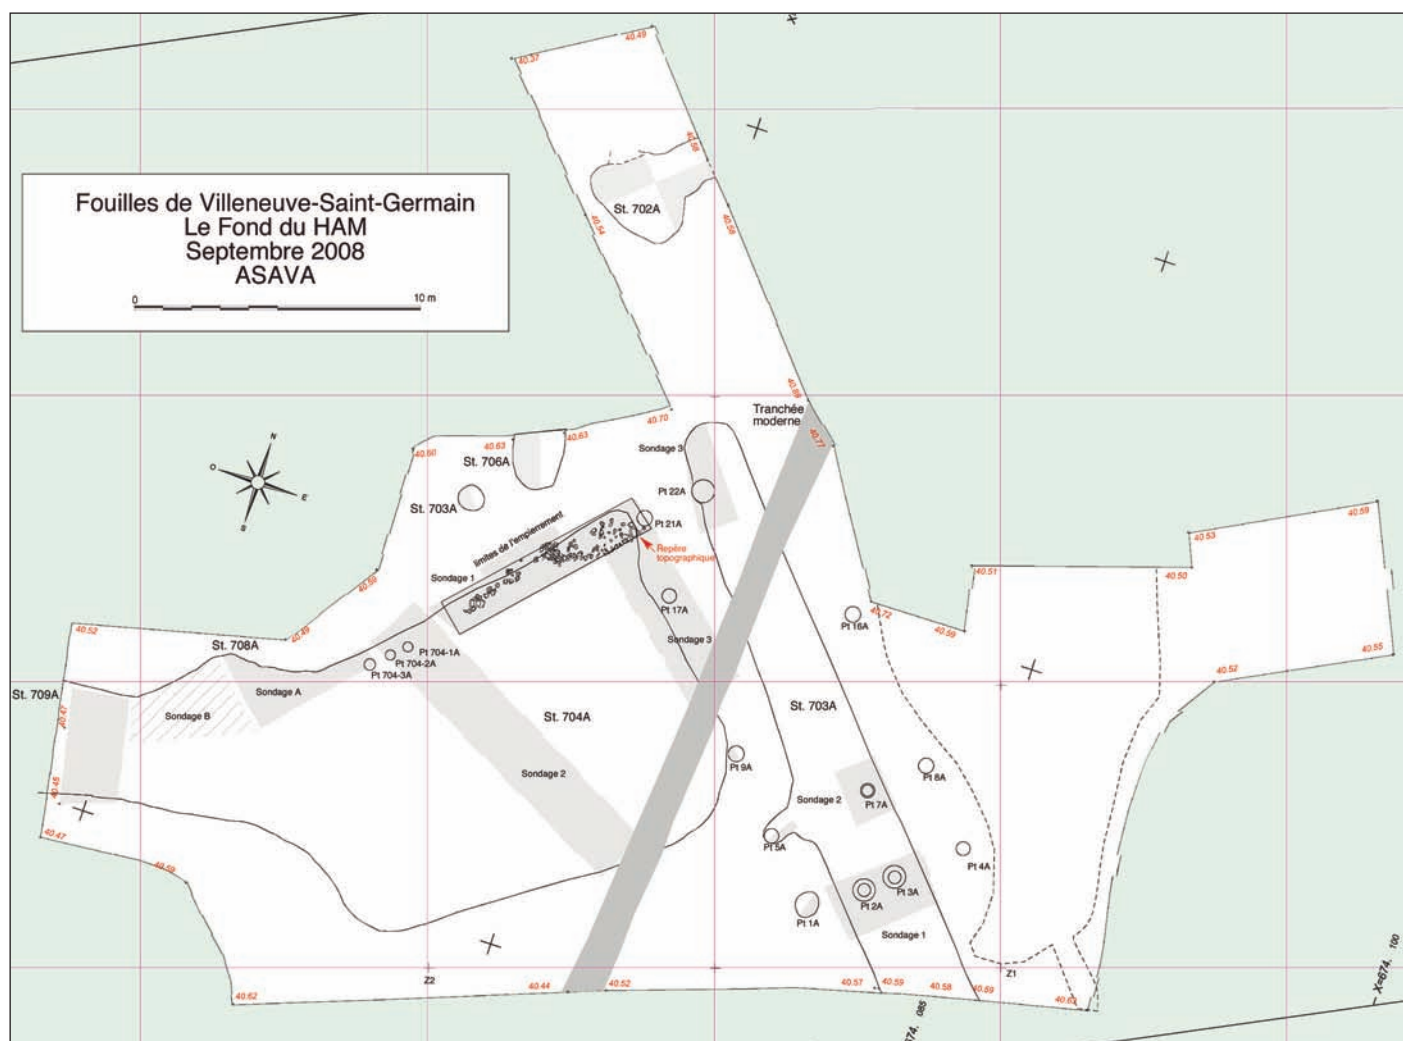 Fouilles de Villeneuve-Saint-Germain
Le Fond du HAM
Septembre 2008
ASAVA
0 10 m
40.37
40.49
40.58
St. 702A
40.54
40.58
40.70
40.69
Tranchée
moderne
40.77
40.60
40.63
40.63
St. 706A
Sondage 3
N
O
E
S
St. 703A
Pt 22A
Pt 21A
limites de l'empierrement
Repère
topographique
Sondage 1
40.59
40.51
40.53
40.50
40.59
Pt 17A
Pt 16A
40.72
40.59
40.52
40.49
St. 708A
Pt 704-1A
Pt 704-2A
Pt 704-3A
Sondage 3
40.55
40.52
St. 709A
40.47
Sondage A
Sondage B
St. 704A
St. 703A
40.45
Sondage 2
Pt 9A
Pt 8A
Sondage 2
Pt 7A
40.47
40.59
Pt 5A
Pt 4A
Pt 3A
Pt 2A
Pt 1A
Sondage 1
Z2
Z1
40.62
40.44
40.52
40.57
40.59
40.58
40.59
40.62
X=674. 100
674. 085